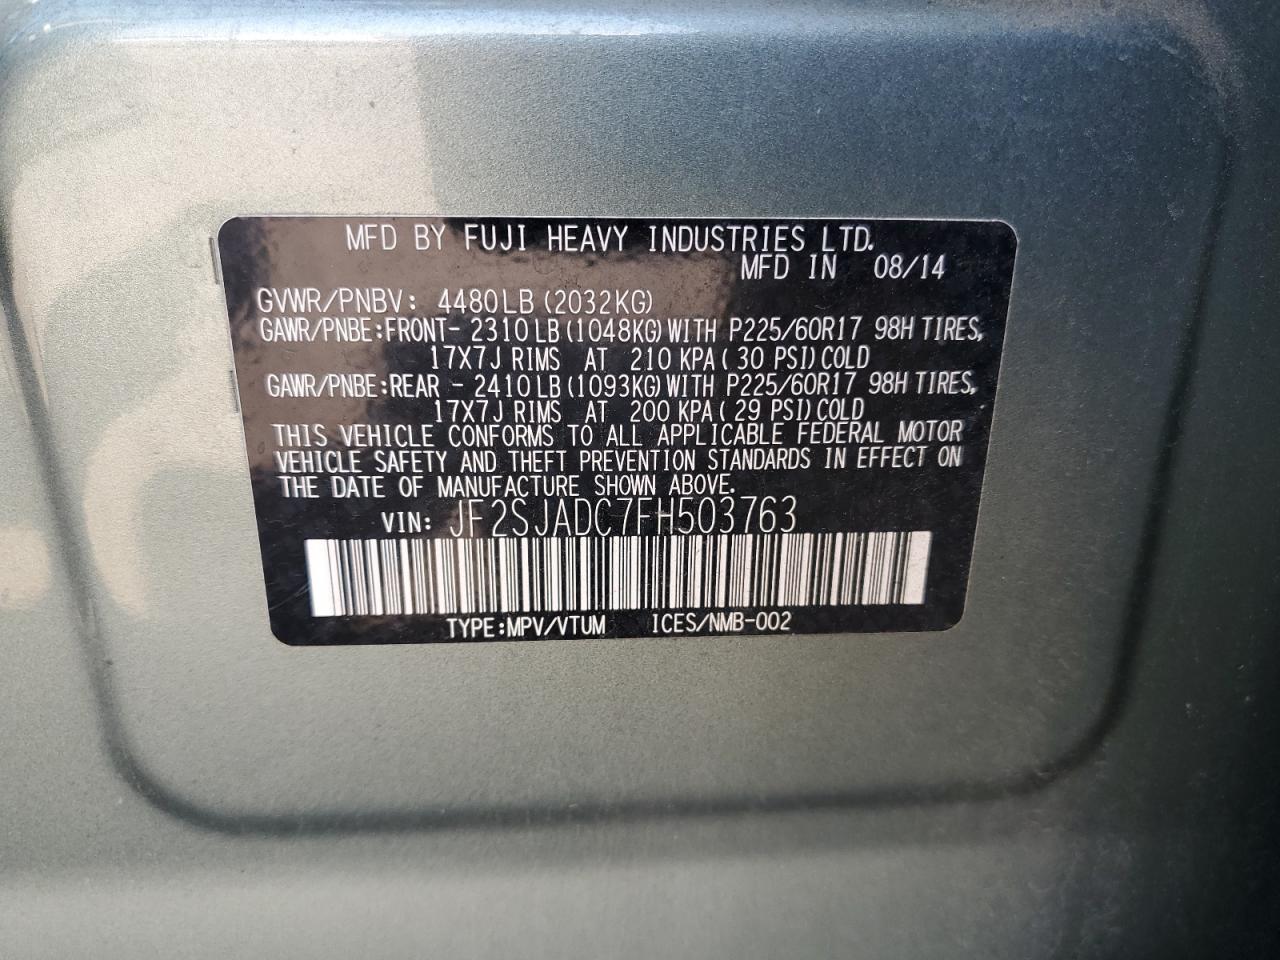 MFD BY FUJI HEAVY INDUSTRIES LTD.
MFD IN 08/14
GVWR/PNBV: 4480LB (2032KG)
GAWR/PNBE:FRONT- 2310LB (1048KG) WITH P225/60R17 98H TIRES,
17X7J RIMS AT 210 KPA ( 30 PSI) COLD
GAWR/PNBE:REAR - 2410LB (1093KG) WITH P225/60R17 98H TIRES,
17X7J RIMS AT 200 KPA ( 29 PSI) COLD
THIS VEHICLE CONFORMS TO ALL APPLICABLE FEDERAL MOTOR
VEHICLE SAFETY AND THEFT PREVENTION STANDARDS IN EFFECT ON
THE DATE OF MANUFACTURE SHOWN ABOVE.
VIN: JF2SJADC7FH503763
TYPE:MPV/VTUM ICES/NMB-002